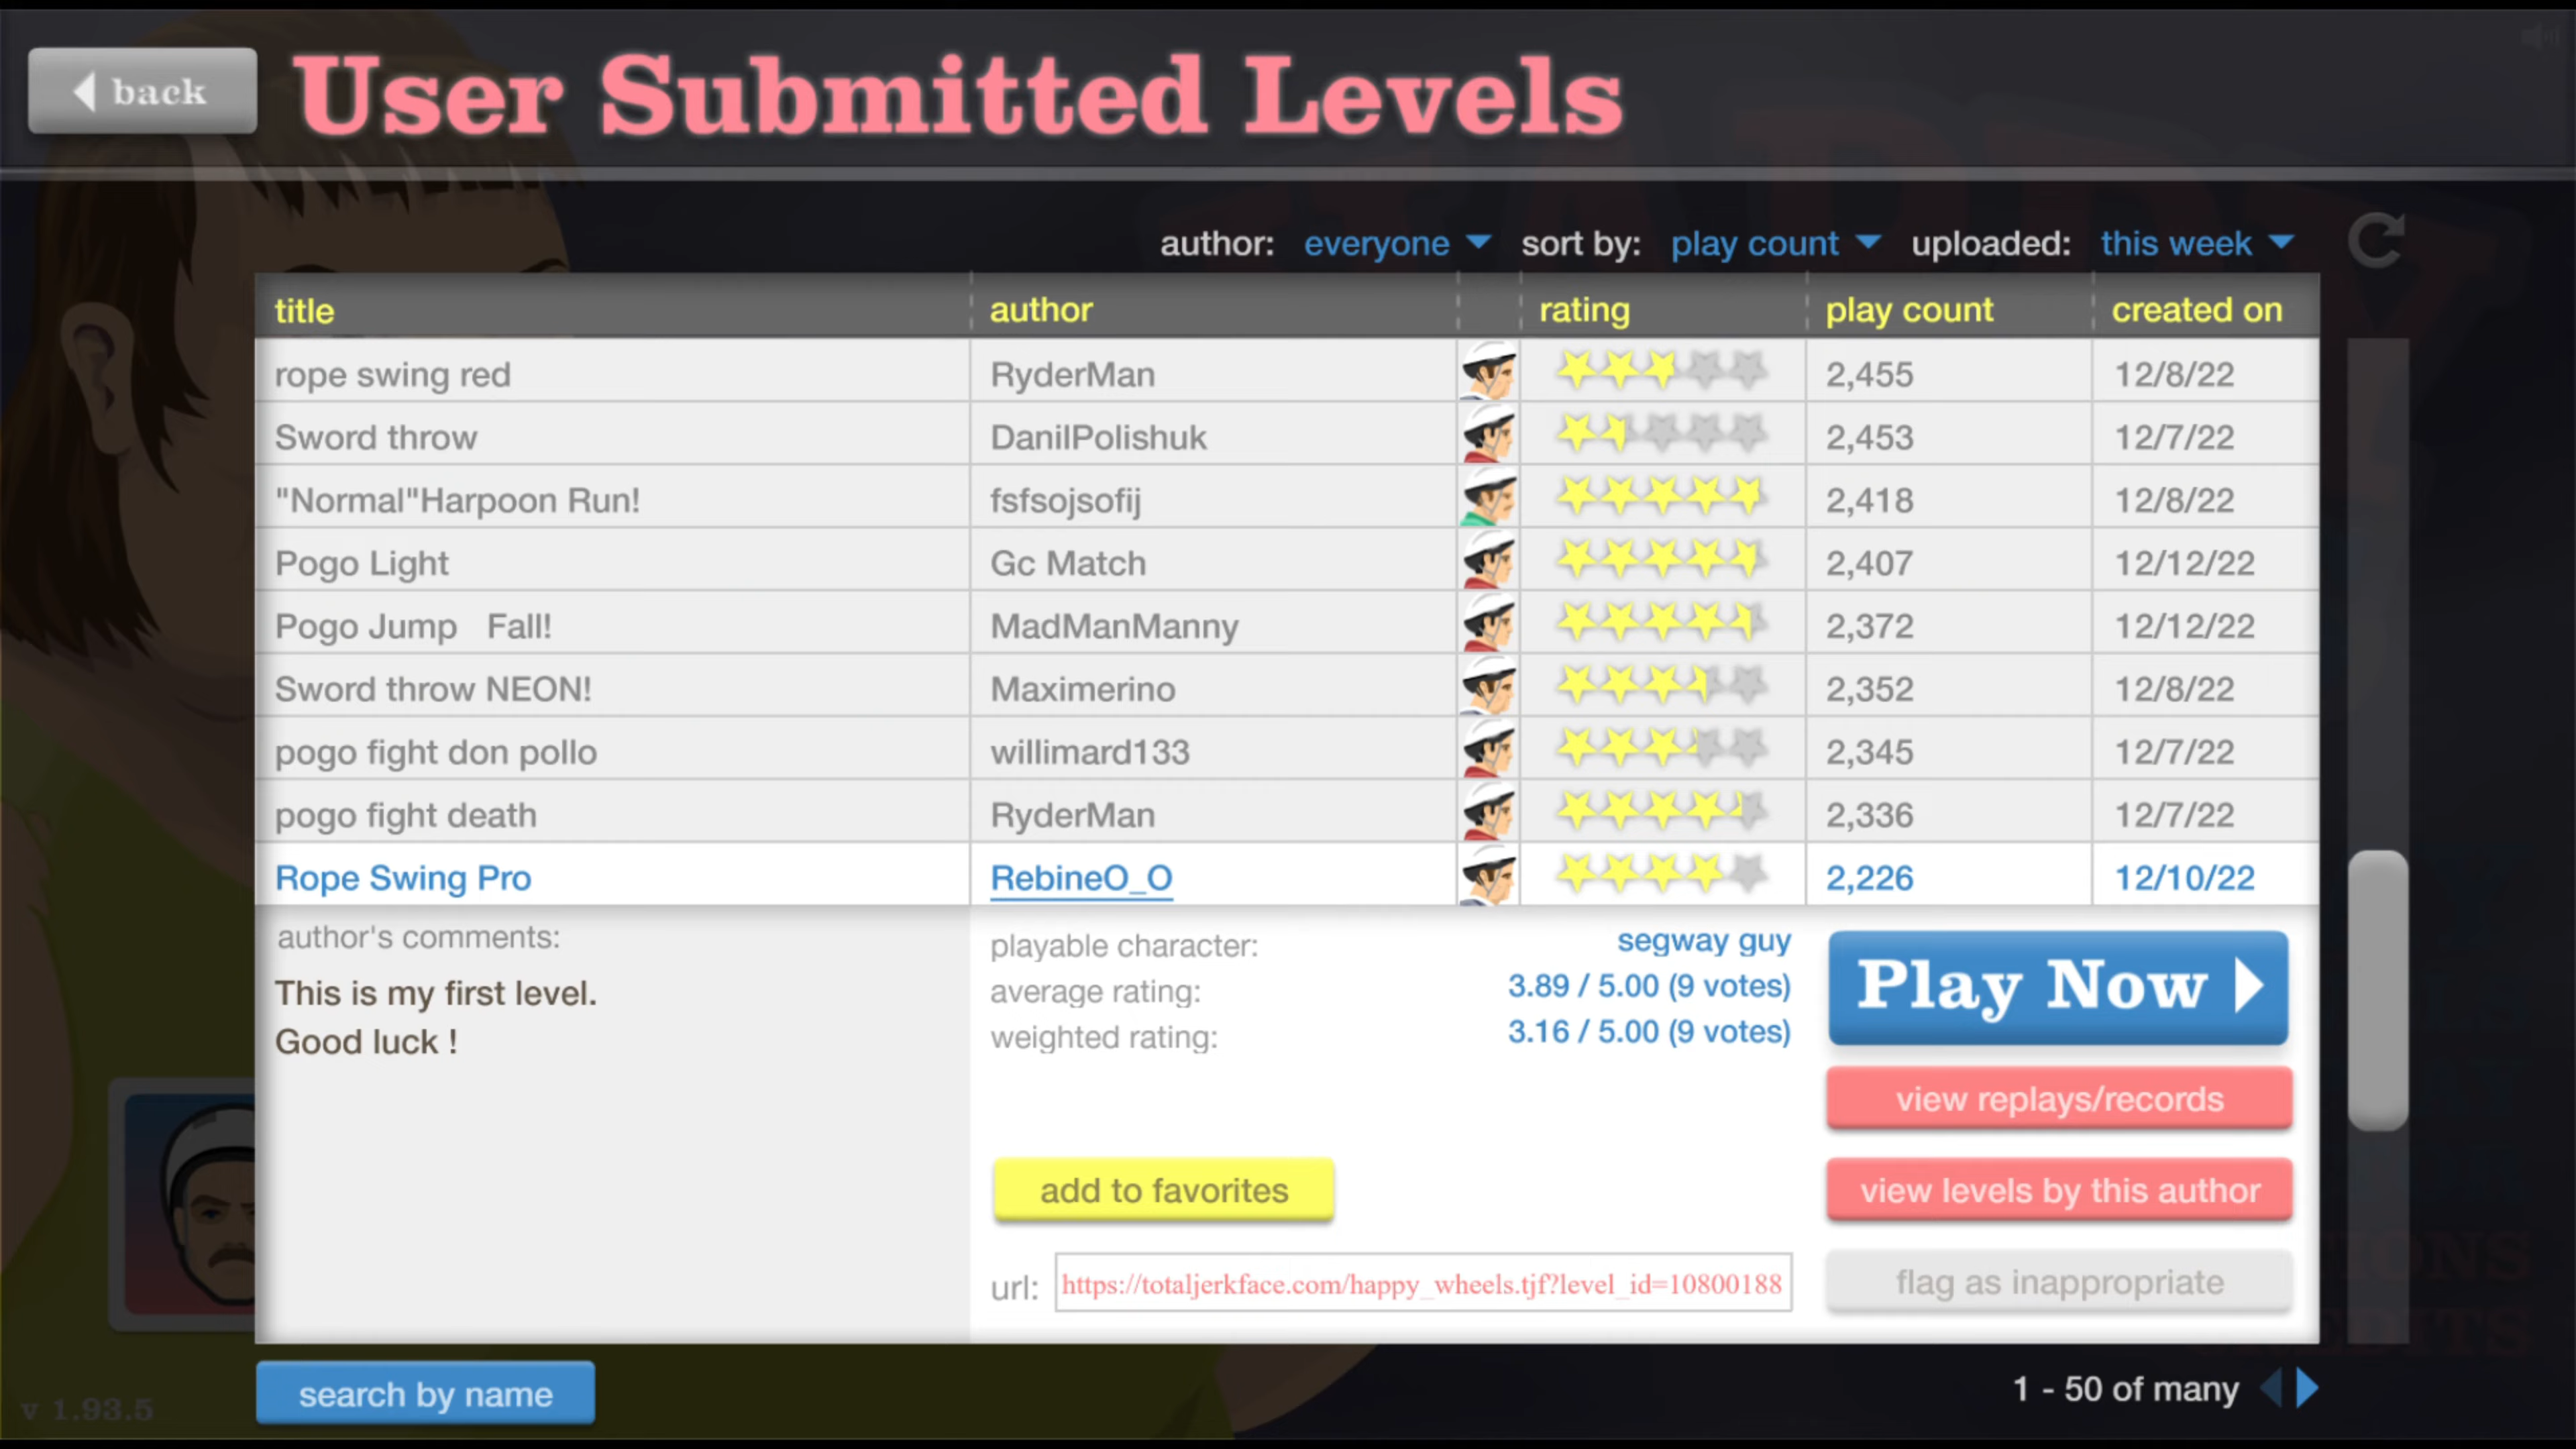 back
User Submitted Levels
author: everyone sort by: play count uploaded: this week
title author rating play count created on
rope swing red RyderMan 2,455 12/8/22
Sword throw DanilPolishuk 2,453 12/7/22
"Normal"Harpoon Run! fsfsojsofij 2,418 12/8/22
Pogo Light Gc Match 2,407 12/12/22
Pogo Jump   Fall! MadManManny 2,372 12/12/22
Sword throw NEON! Maximerino 2,352 12/8/22
pogo fight don pollo willimard133 2,345 12/7/22
pogo fight death RyderMan 2,336 12/7/22
Rope Swing Pro RebineO_O 2,226 12/10/22
author's comments:
This is my first level.
Good luck !
playable character: segway guy
average rating: 3.89 / 5.00 (9 votes)
weighted rating: 3.16 / 5.00 (9 votes)
Play Now
view replays/records
add to favorites
view levels by this author
url: https://totaljerkface.com/happy_wheels.tjf?level_id=10800188
flag as inappropriate
search by name
1 - 50 of many
v 1.93.5